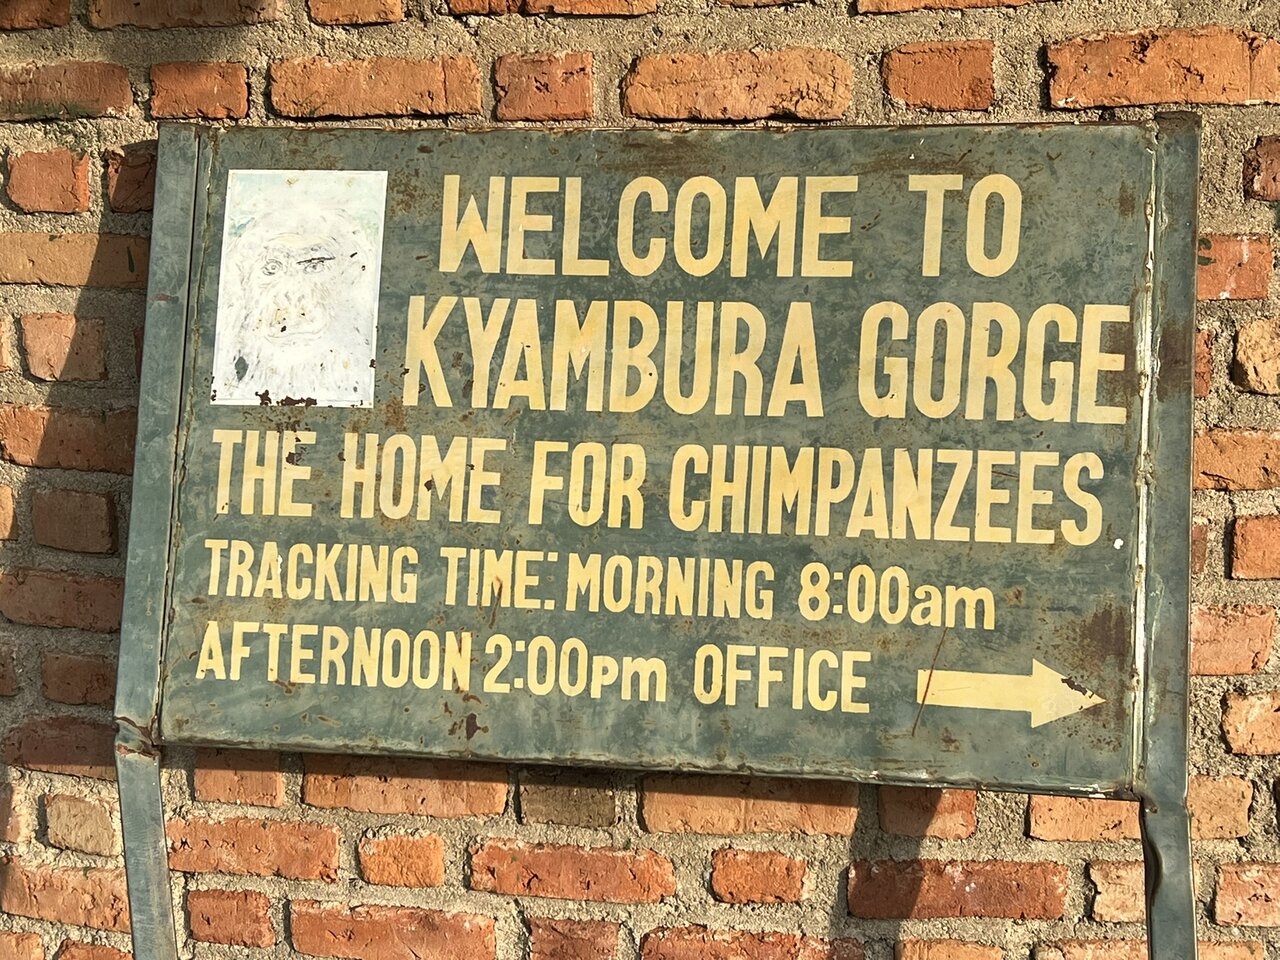 WELCOME TO
KYAMBURA GORGE
THE HOME FOR CHIMPANZEES
TRACKING TIME: MORNING 8:00am
AFTERNOON 2:00pm OFFICE